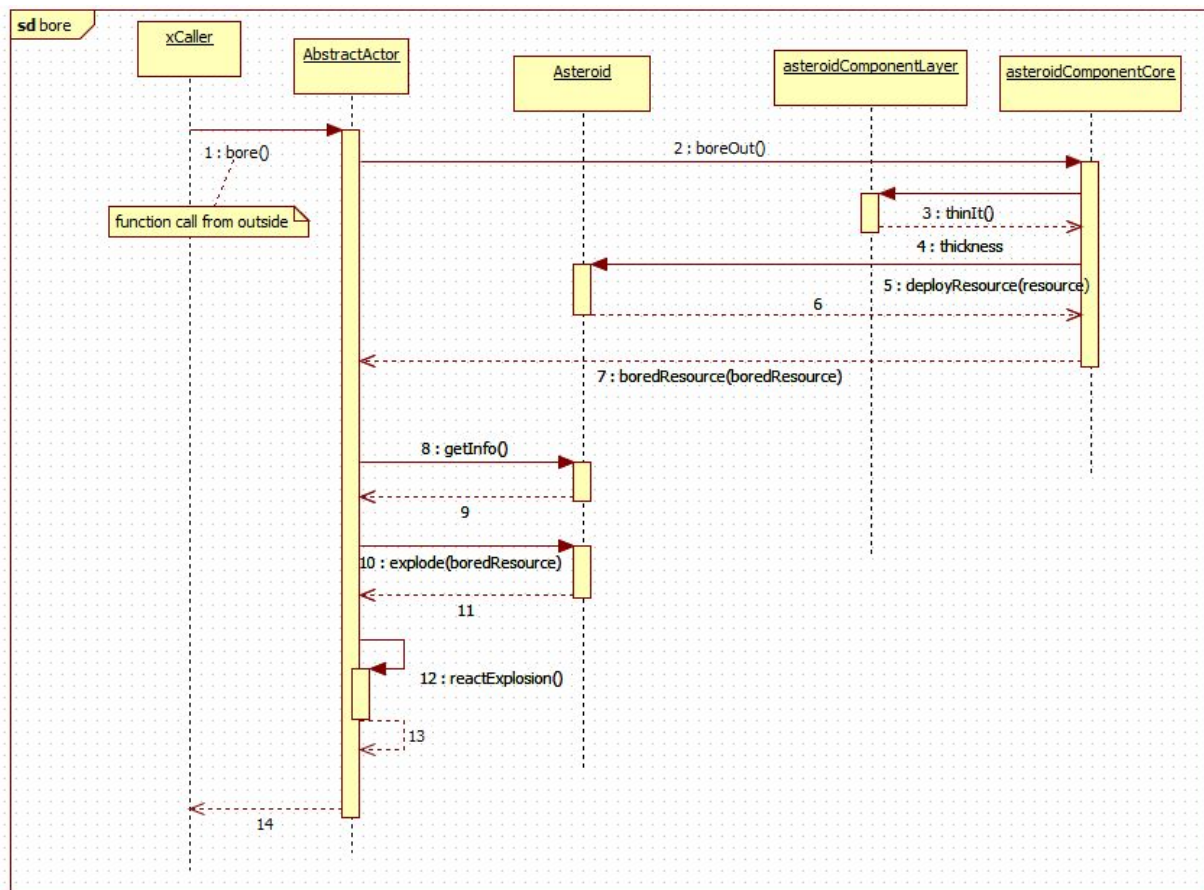 sd bore
xCaller
AbstractActor
Asteroid
asteroidComponentLayer
asteroidComponentCore
1 : bore()
2 : boreOut()
function call from outside
3 : thinIt()
4 : thickness
5 : deployResource(resource)
6
7 : boredResource(boredResource)
8 : getInfo()
9
10 : explode(boredResource)
11
12 : reactExplosion()
13
14